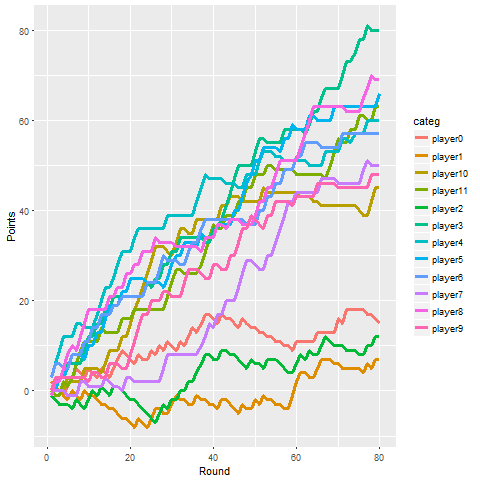 Points
80
60
40
20
0
0
20
40
60
80
Round
categ
player0
player1
player10
player11
player2
player3
player4
player5
player6
player7
player8
player9